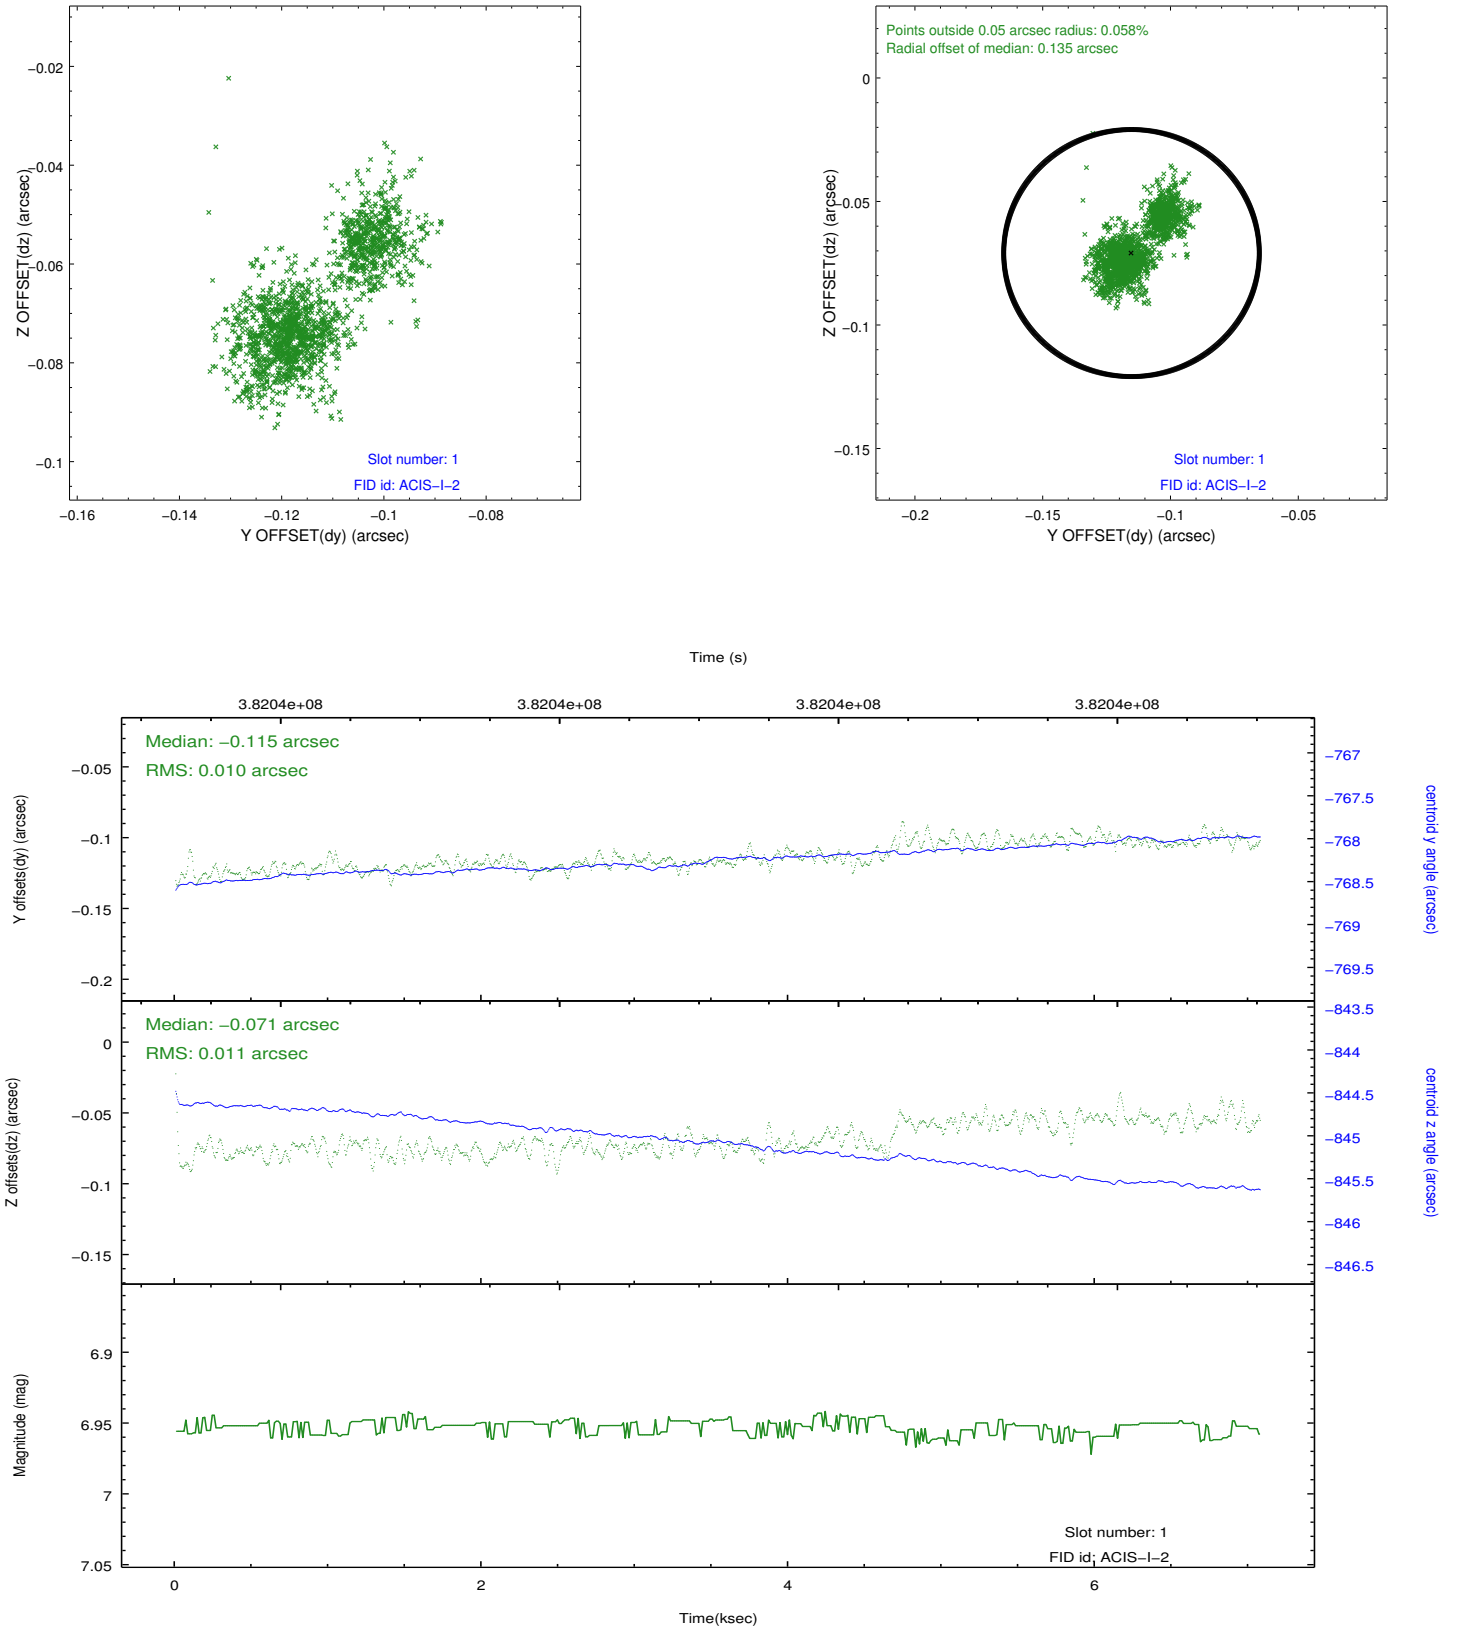 −0.02
−0.04
−0.06
−0.08
−0.1
Z OFFSET(dz) (arcsec)
Slot number: 1
FID id: ACIS−I−2
−0.16 −0.14 −0.12 −0.1 −0.08
Y OFFSET(dy) (arcsec)
Points outside 0.05 arcsec radius: 0.058%
Radial offset of median: 0.135 arcsec
0
−0.05
−0.1
−0.15
Z OFFSET(dz) (arcsec)
Slot number: 1
FID id: ACIS−I−2
−0.2 −0.15 −0.1 −0.05
Y OFFSET(dy) (arcsec)
Time (s)
3.8204e+08 3.8204e+08 3.8204e+08 3.8204e+08
Median: −0.115 arcsec
RMS: 0.010 arcsec
−0.05
−0.1
−0.15
−0.2
Y offsets(dy) (arcsec)
−767
−767.5
−768
−768.5
−769
−769.5
centroid y angle (arcsec)
Median: −0.071 arcsec
RMS: 0.011 arcsec
0
−0.05
−0.1
−0.15
Z offsets(dz) (arcsec)
−843.5
−844
−844.5
−845
−845.5
−846
−846.5
centroid z angle (arcsec)
6.9
6.95
7
7.05
Magnitude (mag)
Slot number: 1
FID id: ACIS−I−2
0 2 4 6
Time(ksec)